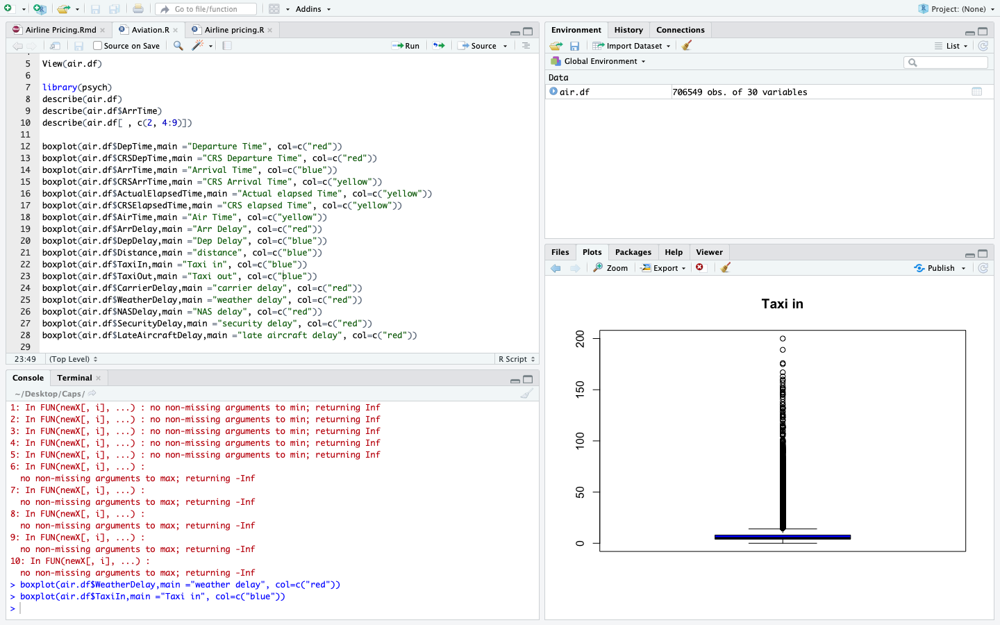 Go to file/function
Addins
Project: (None)
Airline Pricing.Rmd
Aviation.R
Airline pricing.R
Source on Save
Run
Source
5 View(air.df)
6
7 library(psych)
8 describe(air.df)
9 describe(air.df$ArrTime)
10 describe(air.df[ , c(2, 4:9)])
11
12 boxplot(air.df$DepTime,main ="Departure Time", col=c("red"))
13 boxplot(air.df$CRSDepTime,main ="CRS Departure Time", col=c("red"))
14 boxplot(air.df$ArrTime,main ="Arrival Time", col=c("blue"))
15 boxplot(air.df$CRSArrTime,main ="CRS Arrival Time", col=c("yellow"))
16 boxplot(air.df$ActualElapsedTime,main ="Actual elapsed Time", col=c("yellow"))
17 boxplot(air.df$CRSElapsedTime,main ="CRS elapsed Time", col=c("yellow"))
18 boxplot(air.df$AirTime,main ="Air Time", col=c("yellow"))
19 boxplot(air.df$ArrDelay,main ="Arr Delay", col=c("red"))
20 boxplot(air.df$DepDelay,main ="Dep Delay", col=c("blue"))
21 boxplot(air.df$Distance,main ="distance", col=c("blue"))
22 boxplot(air.df$TaxiIn,main ="Taxi in", col=c("blue"))
23 boxplot(air.df$TaxiOut,main ="Taxi out", col=c("blue"))
24 boxplot(air.df$CarrierDelay,main ="carrier delay", col=c("red"))
25 boxplot(air.df$WeatherDelay,main ="weather delay", col=c("red"))
26 boxplot(air.df$NASDelay,main ="NAS delay", col=c("red"))
27 boxplot(air.df$SecurityDelay,main ="security delay", col=c("red"))
28 boxplot(air.df$LateAircraftDelay,main ="late aircraft delay", col=c("red"))
29
23:49 (Top Level) R Script
Console Terminal
~/Desktop/Caps/
1: In FUN(newX[, i], ...) : no non-missing arguments to min; returning Inf
2: In FUN(newX[, i], ...) : no non-missing arguments to min; returning Inf
3: In FUN(newX[, i], ...) : no non-missing arguments to min; returning Inf
4: In FUN(newX[, i], ...) : no non-missing arguments to min; returning Inf
5: In FUN(newX[, i], ...) : no non-missing arguments to min; returning Inf
6: In FUN(newX[, i], ...) :
no non-missing arguments to max; returning -Inf
7: In FUN(newX[, i], ...) :
no non-missing arguments to max; returning -Inf
8: In FUN(newX[, i], ...) :
no non-missing arguments to max; returning -Inf
9: In FUN(newX[, i], ...) :
no non-missing arguments to max; returning -Inf
10: In FUN(newX[, i], ...) :
no non-missing arguments to max; returning -Inf
> boxplot(air.df$WeatherDelay,main ="weather delay", col=c("red"))
> boxplot(air.df$TaxiIn,main ="Taxi in", col=c("blue"))
>
Environment History Connections
Import Dataset
List
Global Environment
Data
air.df 706549 obs. of 30 variables
Files Plots Packages Help Viewer
Zoom Export Publish
Taxi in
200
150
100
50
0